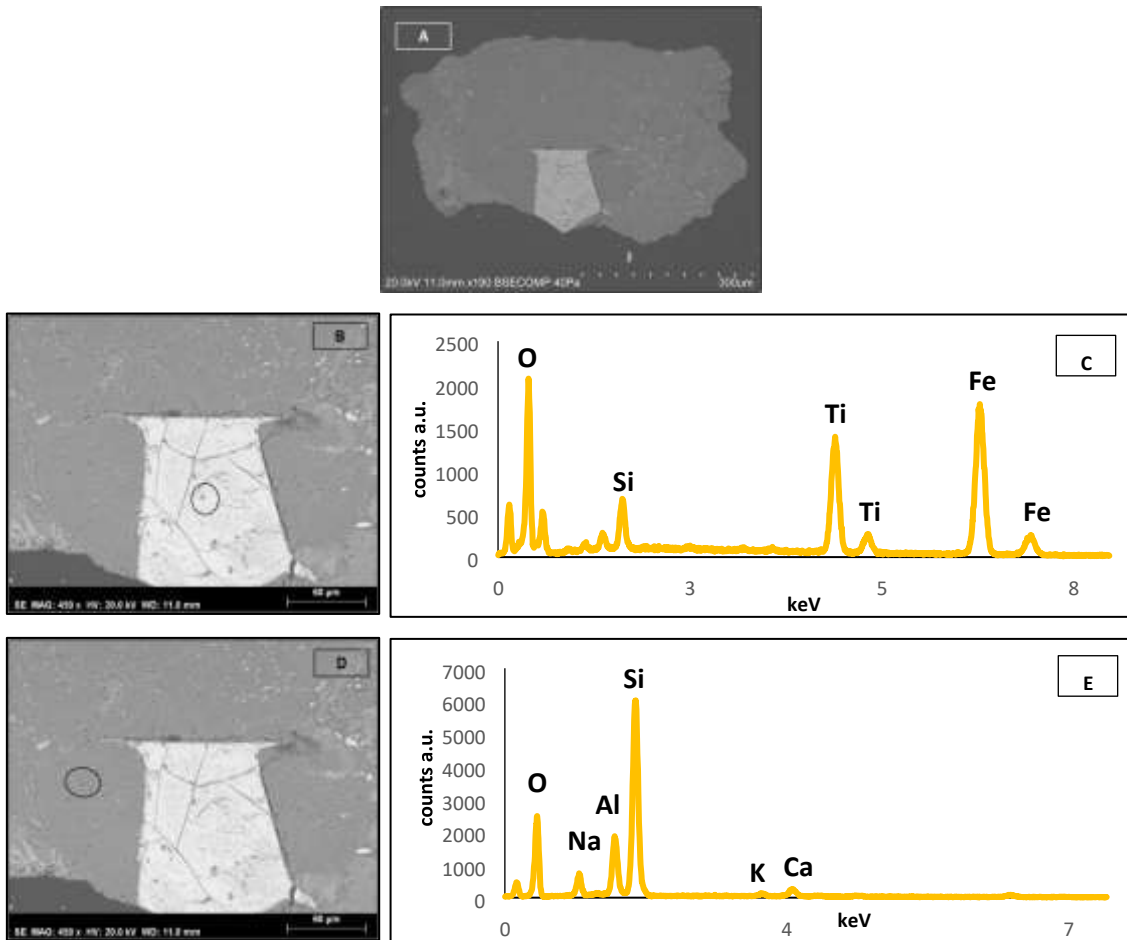 A
20.0kV 11.0mm x100 BSECOMP 40Pa 300um
B
SE MAG: 450 x HV: 20.0 kV WD: 11.0 mm
60 µm
C
2500
2000
1500
1000
500
0
counts a.u.
O
Si
Ti
Ti
Fe
Fe
0 3 5 8
keV
D
SE MAG: 450 x HV: 20.0 kV WD: 11.0 mm
60 µm
E
7000
6000
5000
4000
3000
2000
1000
0
counts a.u.
O
Na
Al
Si
K
Ca
0 4 7
keV